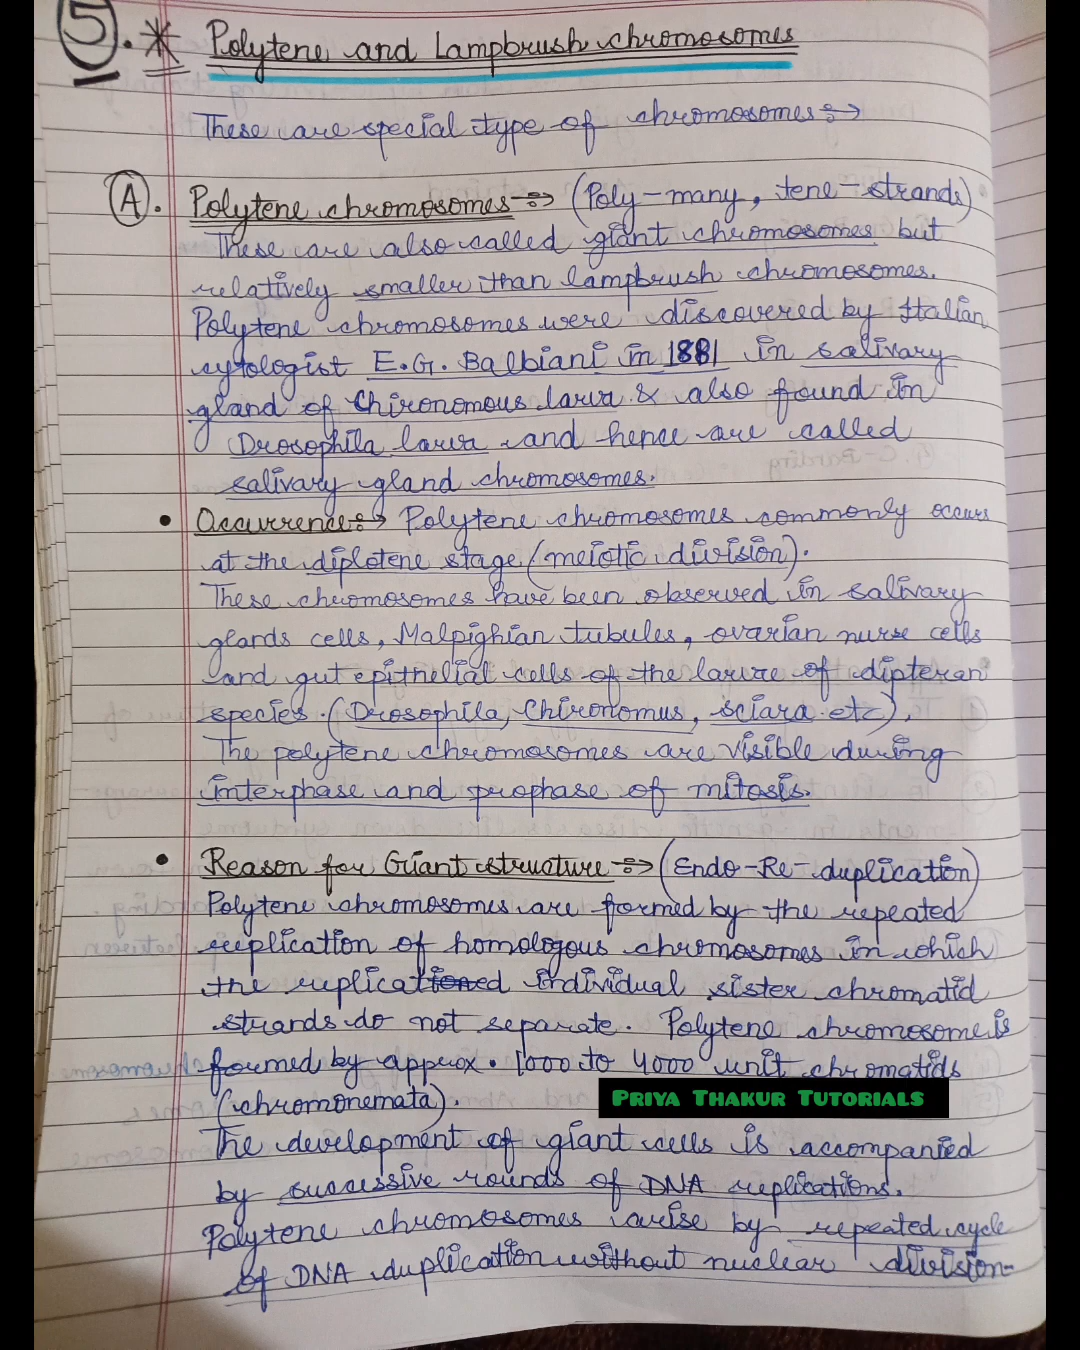 5. * Polytene and Lampbrush chromosomes
These are special type of chromosomes :->
A. Polytene chromosomes :-> (Poly - many, tene - strands)
These are also called giant chromosomes but
relatively smaller than lampbrush chromosomes.
Polytene chromosomes were discovered by Italian
cytologist E.G. Balbiani in 1881 in salivary
gland of Chironomous larva & also found in
Drosophila larva and hence are called
salivary gland chromosomes.
• Occurrence :-> Polytene chromosomes commonly occurs
at the diplotene stage (meiotic division).
These chromosomes have been observed in salivary
glands cells, Malpighian tubules, ovarian nurse cells
and gut epithelial cells of the larvae of dipteran
species. (Drosophila, Chironomus, sciara etc).
The polytene chromosomes are visible during
interphase and prophase of mitosis.
• Reason for Giant structure :-> (Endo-Re-duplication)
Polytene chromosomes are formed by the repeated
replication of homologous chromosomes in which
the replicated individual sister chromatid
strands do not separate. Polytene chromosome is
formed by approx. 1000 to 4000 unit chromatids
(chromonemata).
PRIYA THAKUR TUTORIALS
The development of giant cells is accompanied
by successive rounds of DNA replications.
Polytene chromosomes arise by repeated cycle
of DNA duplication without nuclear division-